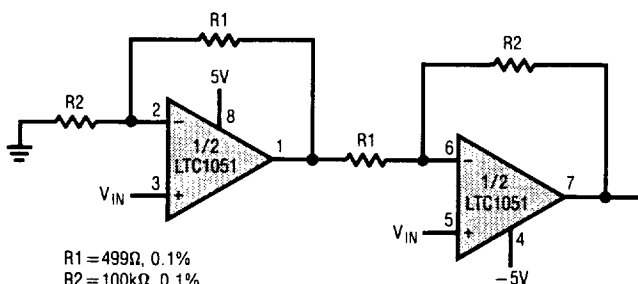 R1
R2
5V
R2
2
−
8
1/2
LTC1051
1
R1
6
−
1/2
LTC1051
7
V_IN
3
+
V_IN
5
+
4
−5V
R1 = 499Ω, 0.1%
R2 = 100kΩ, 0.1%